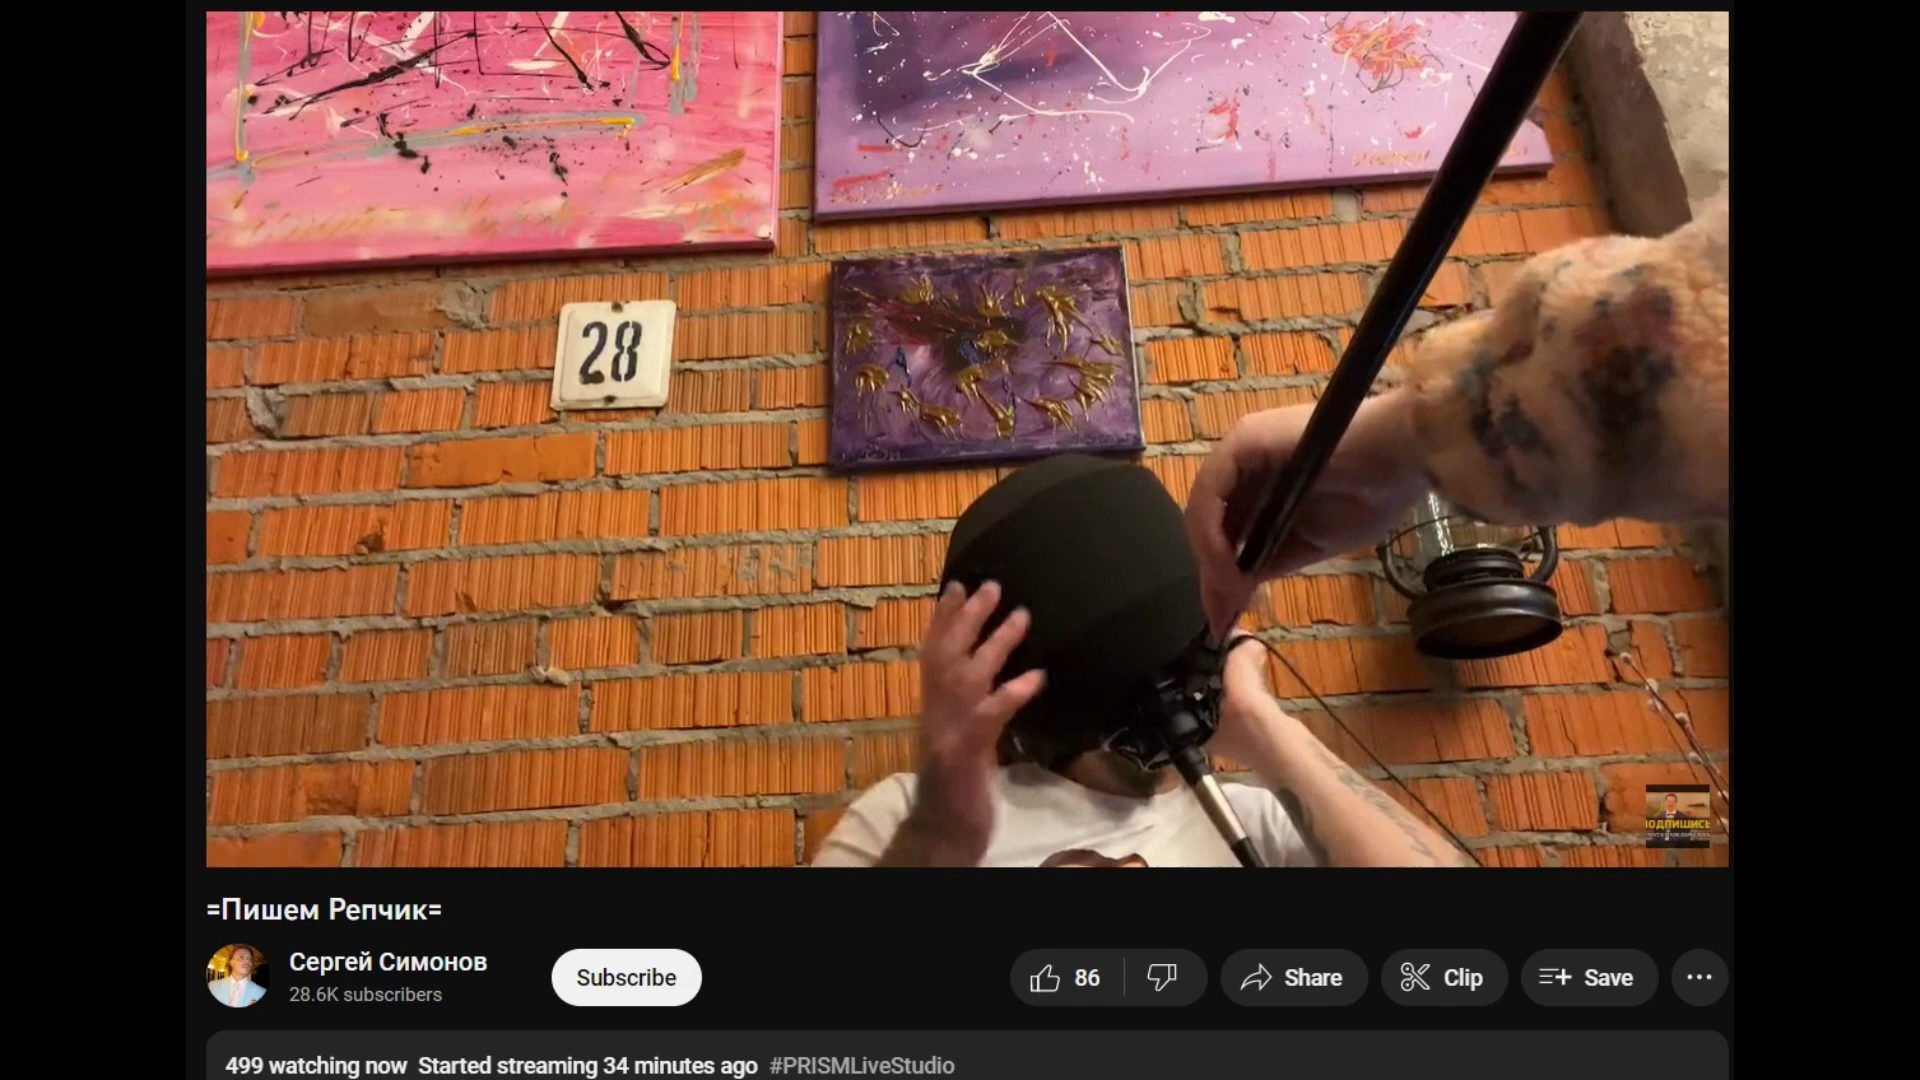 28
ПОДПИШИСЬ
=Пишем Репчик=
Сергей Симонов
28.6K subscribers
Subscribe
86
Share
Clip
Save
499 watching now Started streaming 34 minutes ago #PRISMLiveStudio